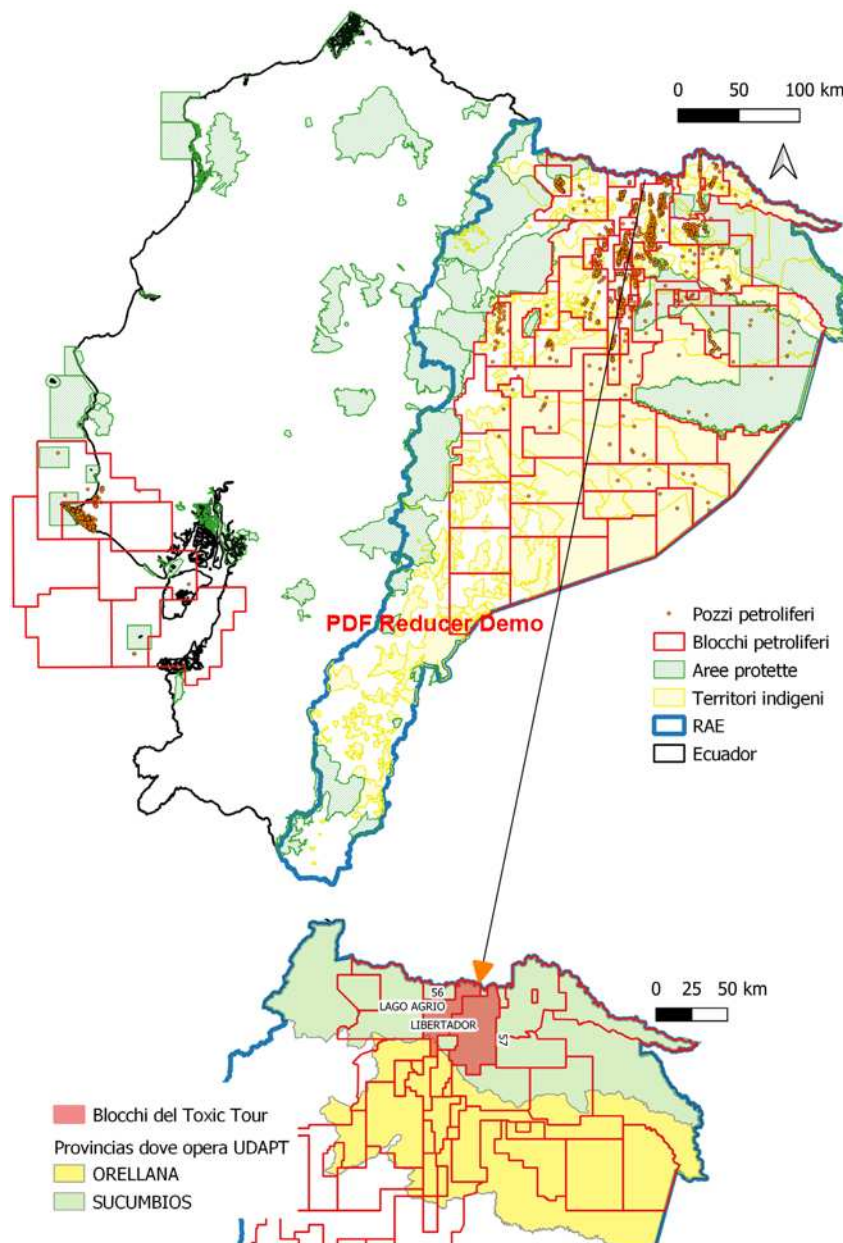 0 50 100 km
PDF Reducer Demo
Pozzi petroliferi
Blocchi petroliferi
Aree protette
Territori indigeni
RAE
Ecuador
0 25 50 km
56
LAGO AGRIO
LIBERTADOR
57
Blocchi del Toxic Tour
Provincias dove opera UDAPT
ORELLANA
SUCUMBIOS